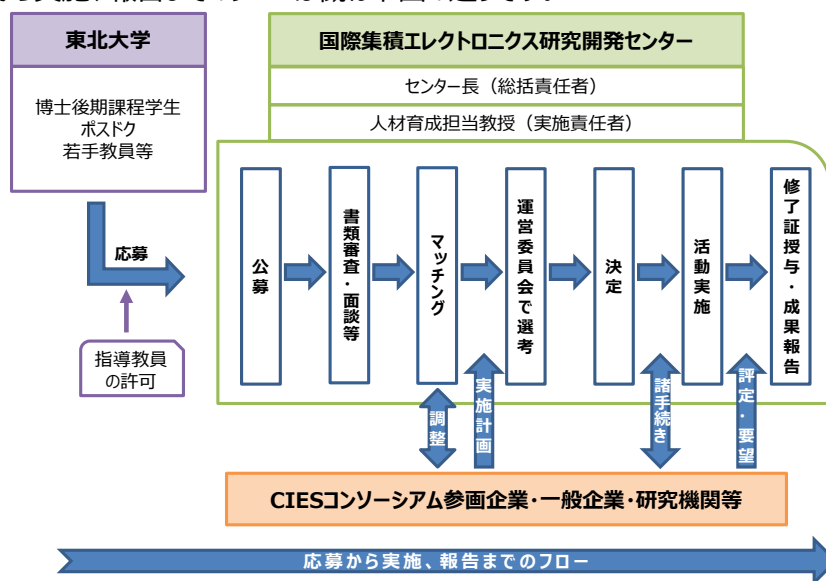 東北大学
博士後期課程学生
ポスドク
若手教員等
国際集積エレクトロニクス研究開発センター
センター長（総括責任者）
人材育成担当教授（実施責任者）
応募
指導教員
の許可
公募
書類審査・面談等
マッチング
運営委員会で選考
決定
活動実施
修了証授与・成果報告
調整
実施計画
諸手続き
評定・要望
CIESコンソーシアム参画企業・一般企業・研究機関等
応募から実施、報告までのフロー